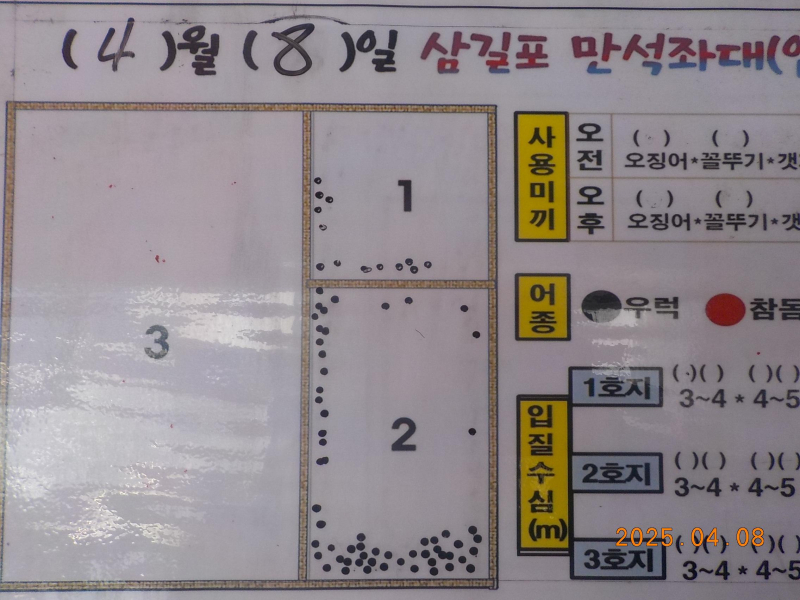 ( 4 )월 ( 8 )일 삼길포 만석좌대(
사용미끼
오전 ( ) ( )
오징어*꼴뚜기*갯
오후 ( ) ( )
오징어*꼴뚜기*갯
1
2
3
어종 우럭 참돔
입질수심(m)
1호지 ( )( ) ( )( )
3~4 * 4~5
2호지 ( )( ) ( )( )
3~4 * 4~5
3호지 ( )( ) ( )( )
3~4 * 4~5
2025. 04. 08